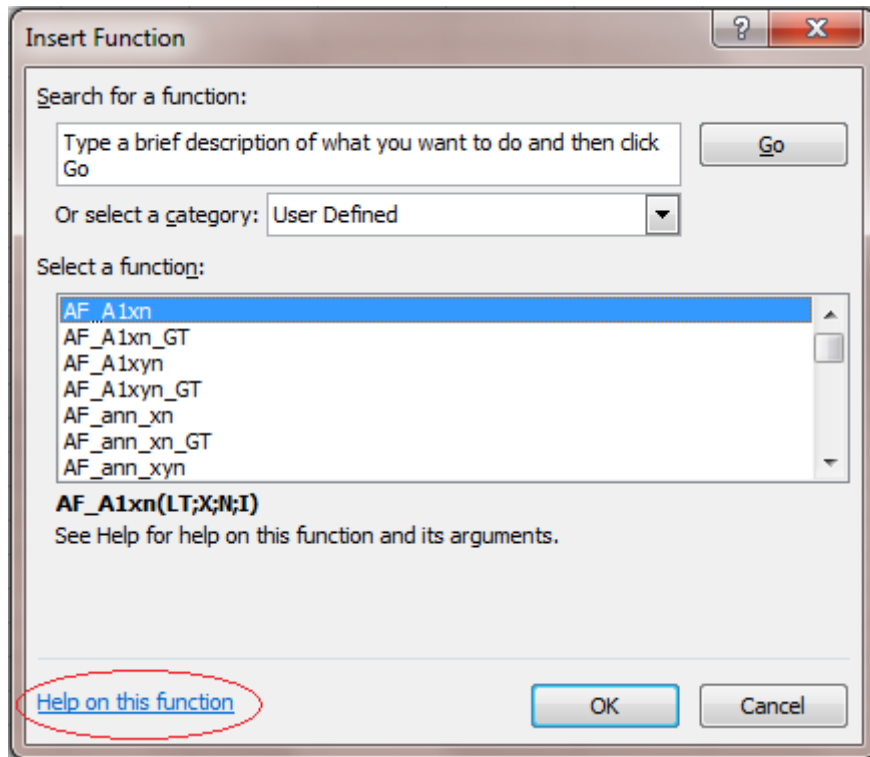 Insert Function
?
X
Search for a function:
Type a brief description of what you want to do and then click
Go
Go
Or select a category: User Defined
Select a function:
AF_A1xn
AF_A1xn_GT
AF_A1xyn
AF_A1xyn_GT
AF_ann_xn
AF_ann_xn_GT
AF_ann_xyn
AF_A1xn(LT;X;N;I)
See Help for help on this function and its arguments.
Help on this function
OK
Cancel